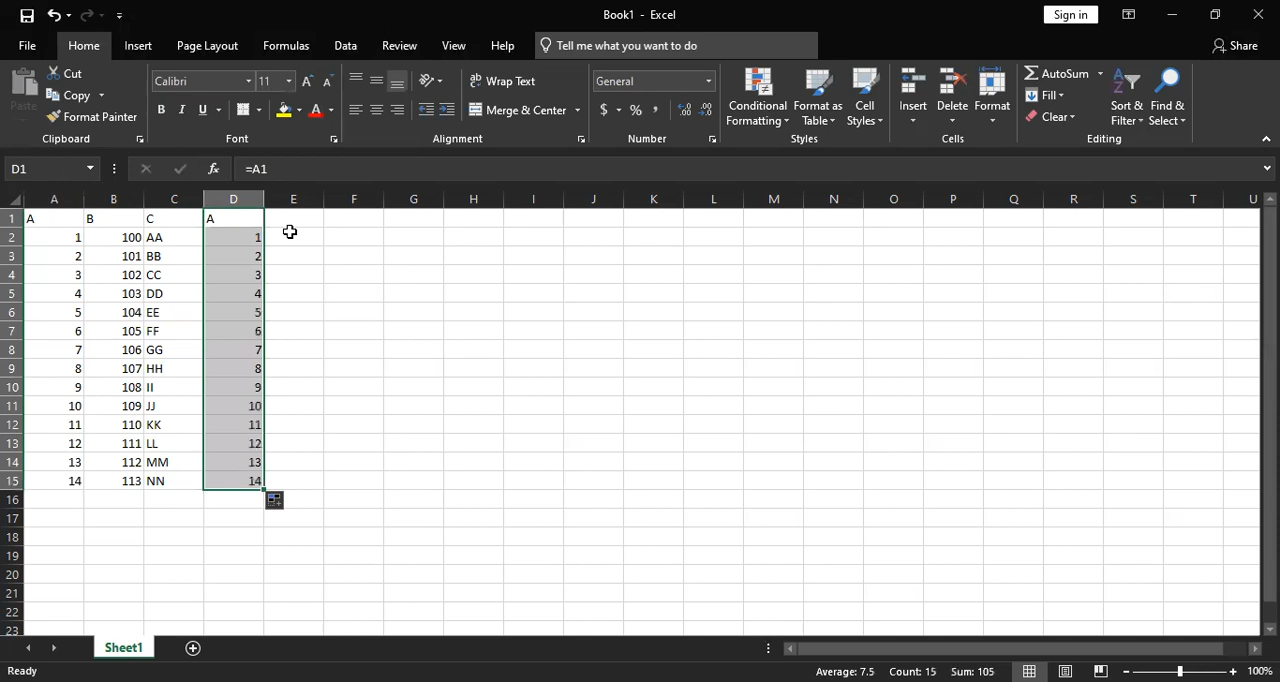 Book1 - Excel
Sign in
File Home Insert Page Layout Formulas Data Review View Help Tell me what you want to do Share
Paste Cut Copy Format Painter
Calibri 11 A A
B I U A
Wrap Text
Merge & Center
General
$ % ,
Conditional Formatting
Format as Table
Cell Styles
Insert Delete Format
AutoSum
Fill
Clear
Sort & Filter
Find & Select
Clipboard Font Alignment Number Styles Cells Editing
D1 fx =A1
A B C D E F G H I J K L M N O P Q R S T U
1 A B C A
2 1 100 AA 1
3 2 101 BB 2
4 3 102 CC 3
5 4 103 DD 4
6 5 104 EE 5
7 6 105 FF 6
8 7 106 GG 7
9 8 107 HH 8
10 9 108 II 9
11 10 109 JJ 10
12 11 110 KK 11
13 12 111 LL 12
14 13 112 MM 13
15 14 113 NN 14
16
17
18
19
20
21
22
23
Sheet1
Ready Average: 7.5 Count: 15 Sum: 105 100%